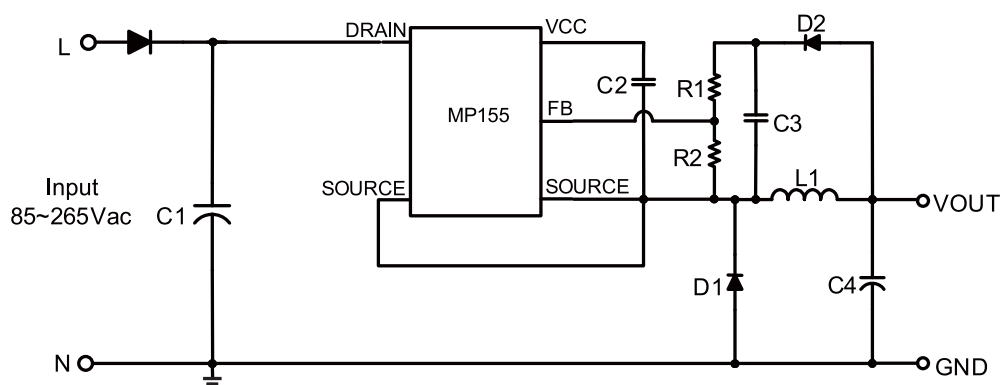 L
DRAIN
VCC
D2
C2
R1
MP155
FB
C3
R2
Input
85~265Vac
C1
SOURCE
SOURCE
L1
VOUT
D1
C4
N
GND